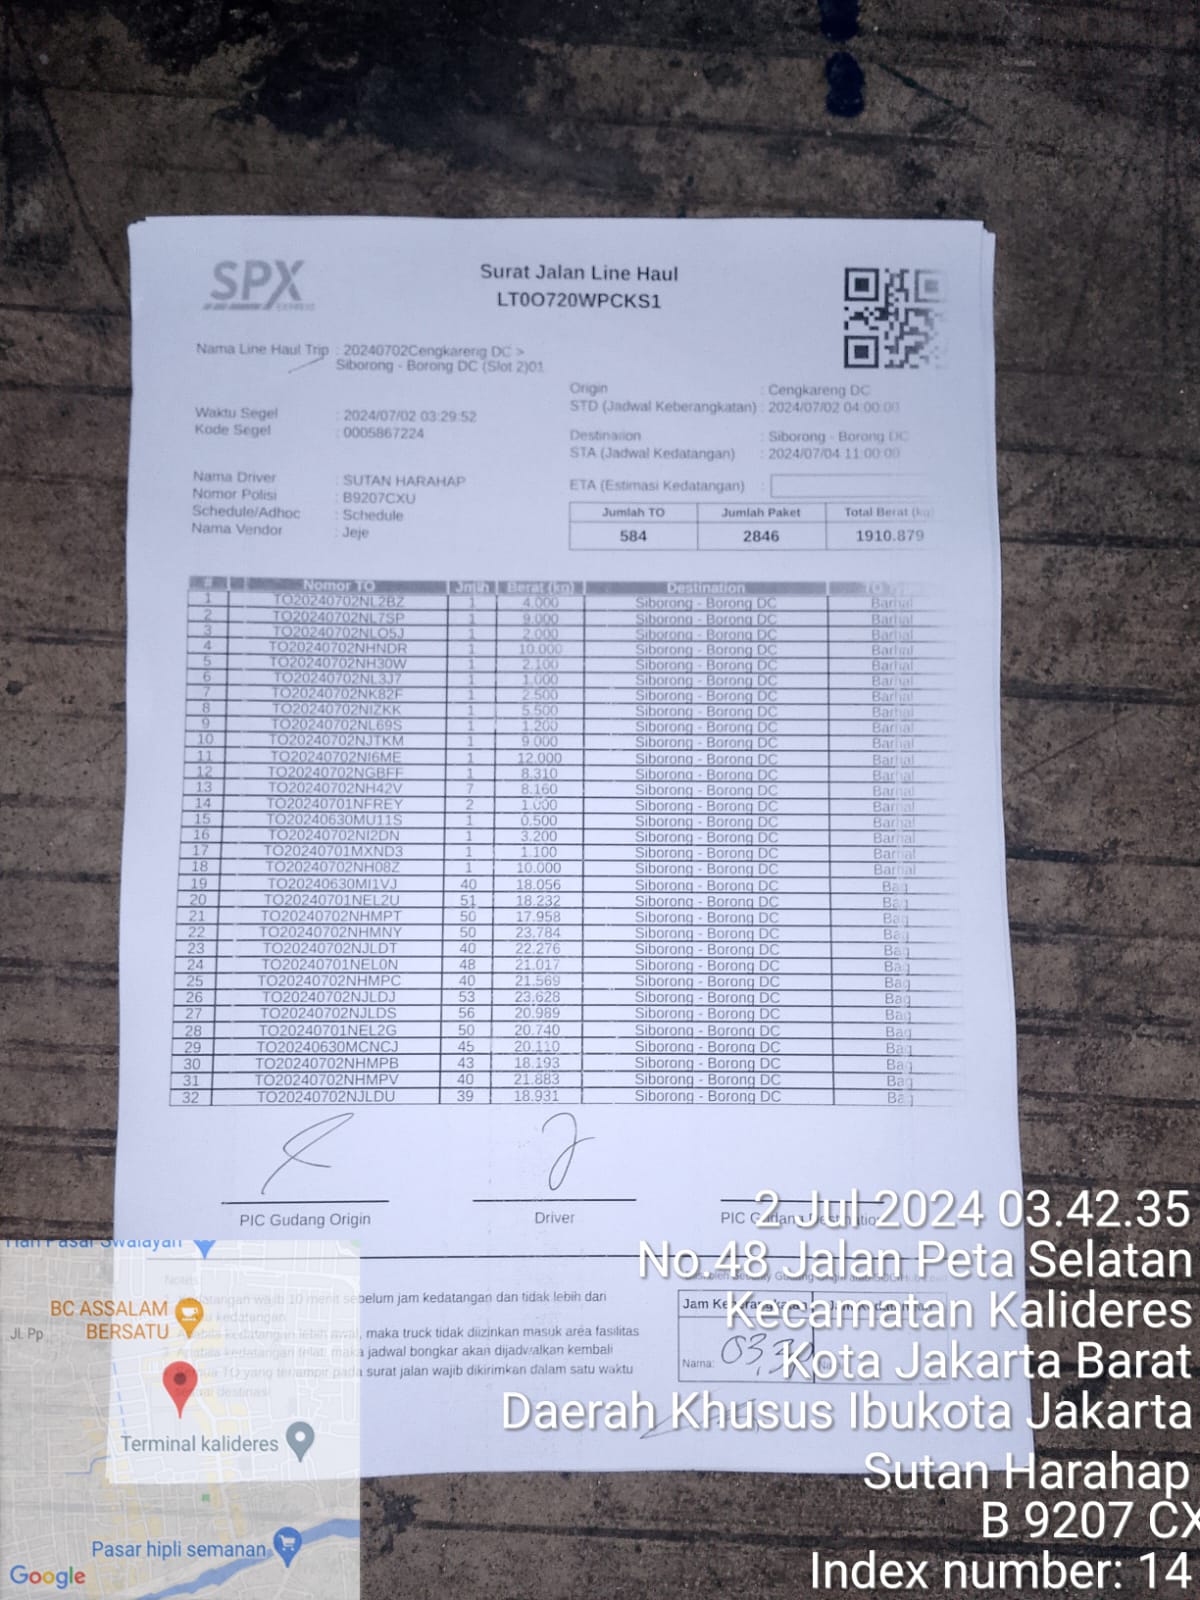 SPX
EXPRESS
Surat Jalan Line Haul
LT0O720WPCKS1
Nama Line Haul Trip : 20240702Cengkareng DC >
Siborong - Borong DC (Slot 2)01
Waktu Segel : 2024/07/02 03:29:52
Kode Segel : 0005867224
Origin : Cengkareng DC
STD (Jadwal Keberangkatan) : 2024/07/02 04:00:00
Destination : Siborong - Borong DC
STA (Jadwal Kedatangan) : 2024/07/04 11:00:00
Nama Driver : SUTAN HARAHAP
Nomor Polisi : B9207CXU
Schedule/Adhoc : Schedule
Nama Vendor : Jeje
ETA (Estimasi Kedatangan) :
Jumlah TO Jumlah Paket Total Berat (kg)
584 2846 1910.879
# Nomor TO Jmlh Berat (kg) Destination
1 TO20240702NL2BZ 1 4.000 Siborong - Borong DC Barhal
2 TO20240702NL7SP 1 9.000 Siborong - Borong DC Barhal
3 TO20240702NLO5J 1 2.000 Siborong - Borong DC Barhal
4 TO20240702NHNDR 1 10.000 Siborong - Borong DC Barhal
5 TO20240702NH30W 1 2.100 Siborong - Borong DC Barhal
6 TO20240702NL3J7 1 1.000 Siborong - Borong DC Barhal
7 TO20240702NK82F 1 2.500 Siborong - Borong DC Barhal
8 TO20240702NIZKK 1 5.500 Siborong - Borong DC Barhal
9 TO20240702NL69S 1 1.200 Siborong - Borong DC Barhal
10 TO20240702NJTKM 1 9.000 Siborong - Borong DC Barhal
11 TO20240702NI6ME 1 12.000 Siborong - Borong DC Barhal
12 TO20240702NGBFF 1 8.310 Siborong - Borong DC Barhal
13 TO20240702NH42V 7 8.160 Siborong - Borong DC Barhal
14 TO20240701NFREY 2 1.000 Siborong - Borong DC Barhal
15 TO20240630MU11S 1 0.500 Siborong - Borong DC Barhal
16 TO20240702NI2DN 1 3.200 Siborong - Borong DC Barhal
17 TO20240701MXND3 1 1.100 Siborong - Borong DC Barhal
18 TO20240702NH08Z 1 10.000 Siborong - Borong DC Barhal
19 TO20240630MI1VJ 40 18.056 Siborong - Borong DC Bag
20 TO20240701NEL2U 51 18.232 Siborong - Borong DC Bag
21 TO20240702NHMPT 50 17.958 Siborong - Borong DC Bag
22 TO20240702NHMNY 50 23.784 Siborong - Borong DC Bag
23 TO20240702NJLDT 40 22.276 Siborong - Borong DC Bag
24 TO20240701NEL0N 48 21.017 Siborong - Borong DC Bag
25 TO20240702NHMPC 40 21.569 Siborong - Borong DC Bag
26 TO20240702NJLDJ 53 23.628 Siborong - Borong DC Bag
27 TO20240702NJLDS 56 20.989 Siborong - Borong DC Bag
28 TO20240701NEL2G 50 20.740 Siborong - Borong DC Bag
29 TO20240630MCNCJ 45 20.110 Siborong - Borong DC Bag
30 TO20240702NHMPB 43 18.193 Siborong - Borong DC Bag
31 TO20240702NHMPV 40 21.883 Siborong - Borong DC Bag
32 TO20240702NJLDU 39 18.931 Siborong - Borong DC Bag
PIC Gudang Origin Driver PIC Gudang Destination
datangan wajib 10 menit sebelum jam kedatangan dan tidak lebih dari
kedatangan
kedatangan lebih awal, maka truck tidak diizinkan masuk area fasilitas
kedatangan telat, maka jadwal bongkar akan dijadwalkan kembali
TO yang terlampir pada surat jalan wajib dikirimkan dalam satu waktu
destinasi
Nama: 03,30
2 Jul 2024 03.42.35
No.48 Jalan Peta Selatan
Kecamatan Kalideres
Kota Jakarta Barat
Daerah Khusus Ibukota Jakarta
Sutan Harahap
B 9207 CX
Index number: 14
Pasar Swalayan
BC ASSALAM
BERSATU
Jl. Pp
Terminal kalideres
Pasar hipli semanan
Google